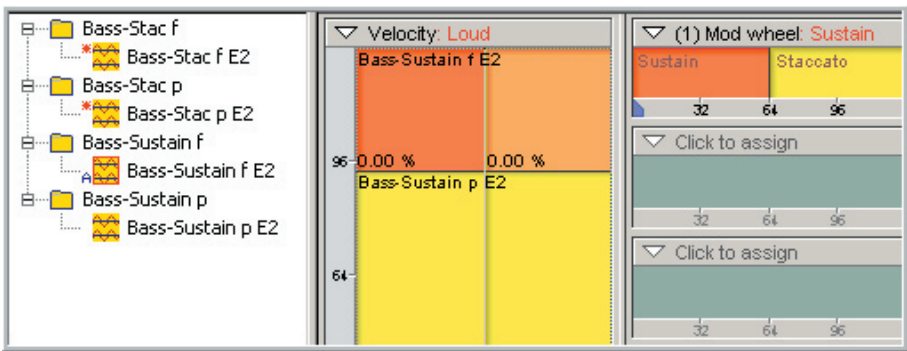 Bass-Stac f
Bass-Stac f E2
Bass-Stac p
Bass-Stac p E2
Bass-Sustain f
A Bass-Sustain f E2
Bass-Sustain p
Bass-Sustain p E2
Velocity: Loud
Bass-Sustain f E2
96 0.00 % 0.00 %
Bass-Sustain p E2
64
(1) Mod wheel: Sustain
Sustain Staccato
32 64 96
Click to assign
32 64 96
Click to assign
32 64 96